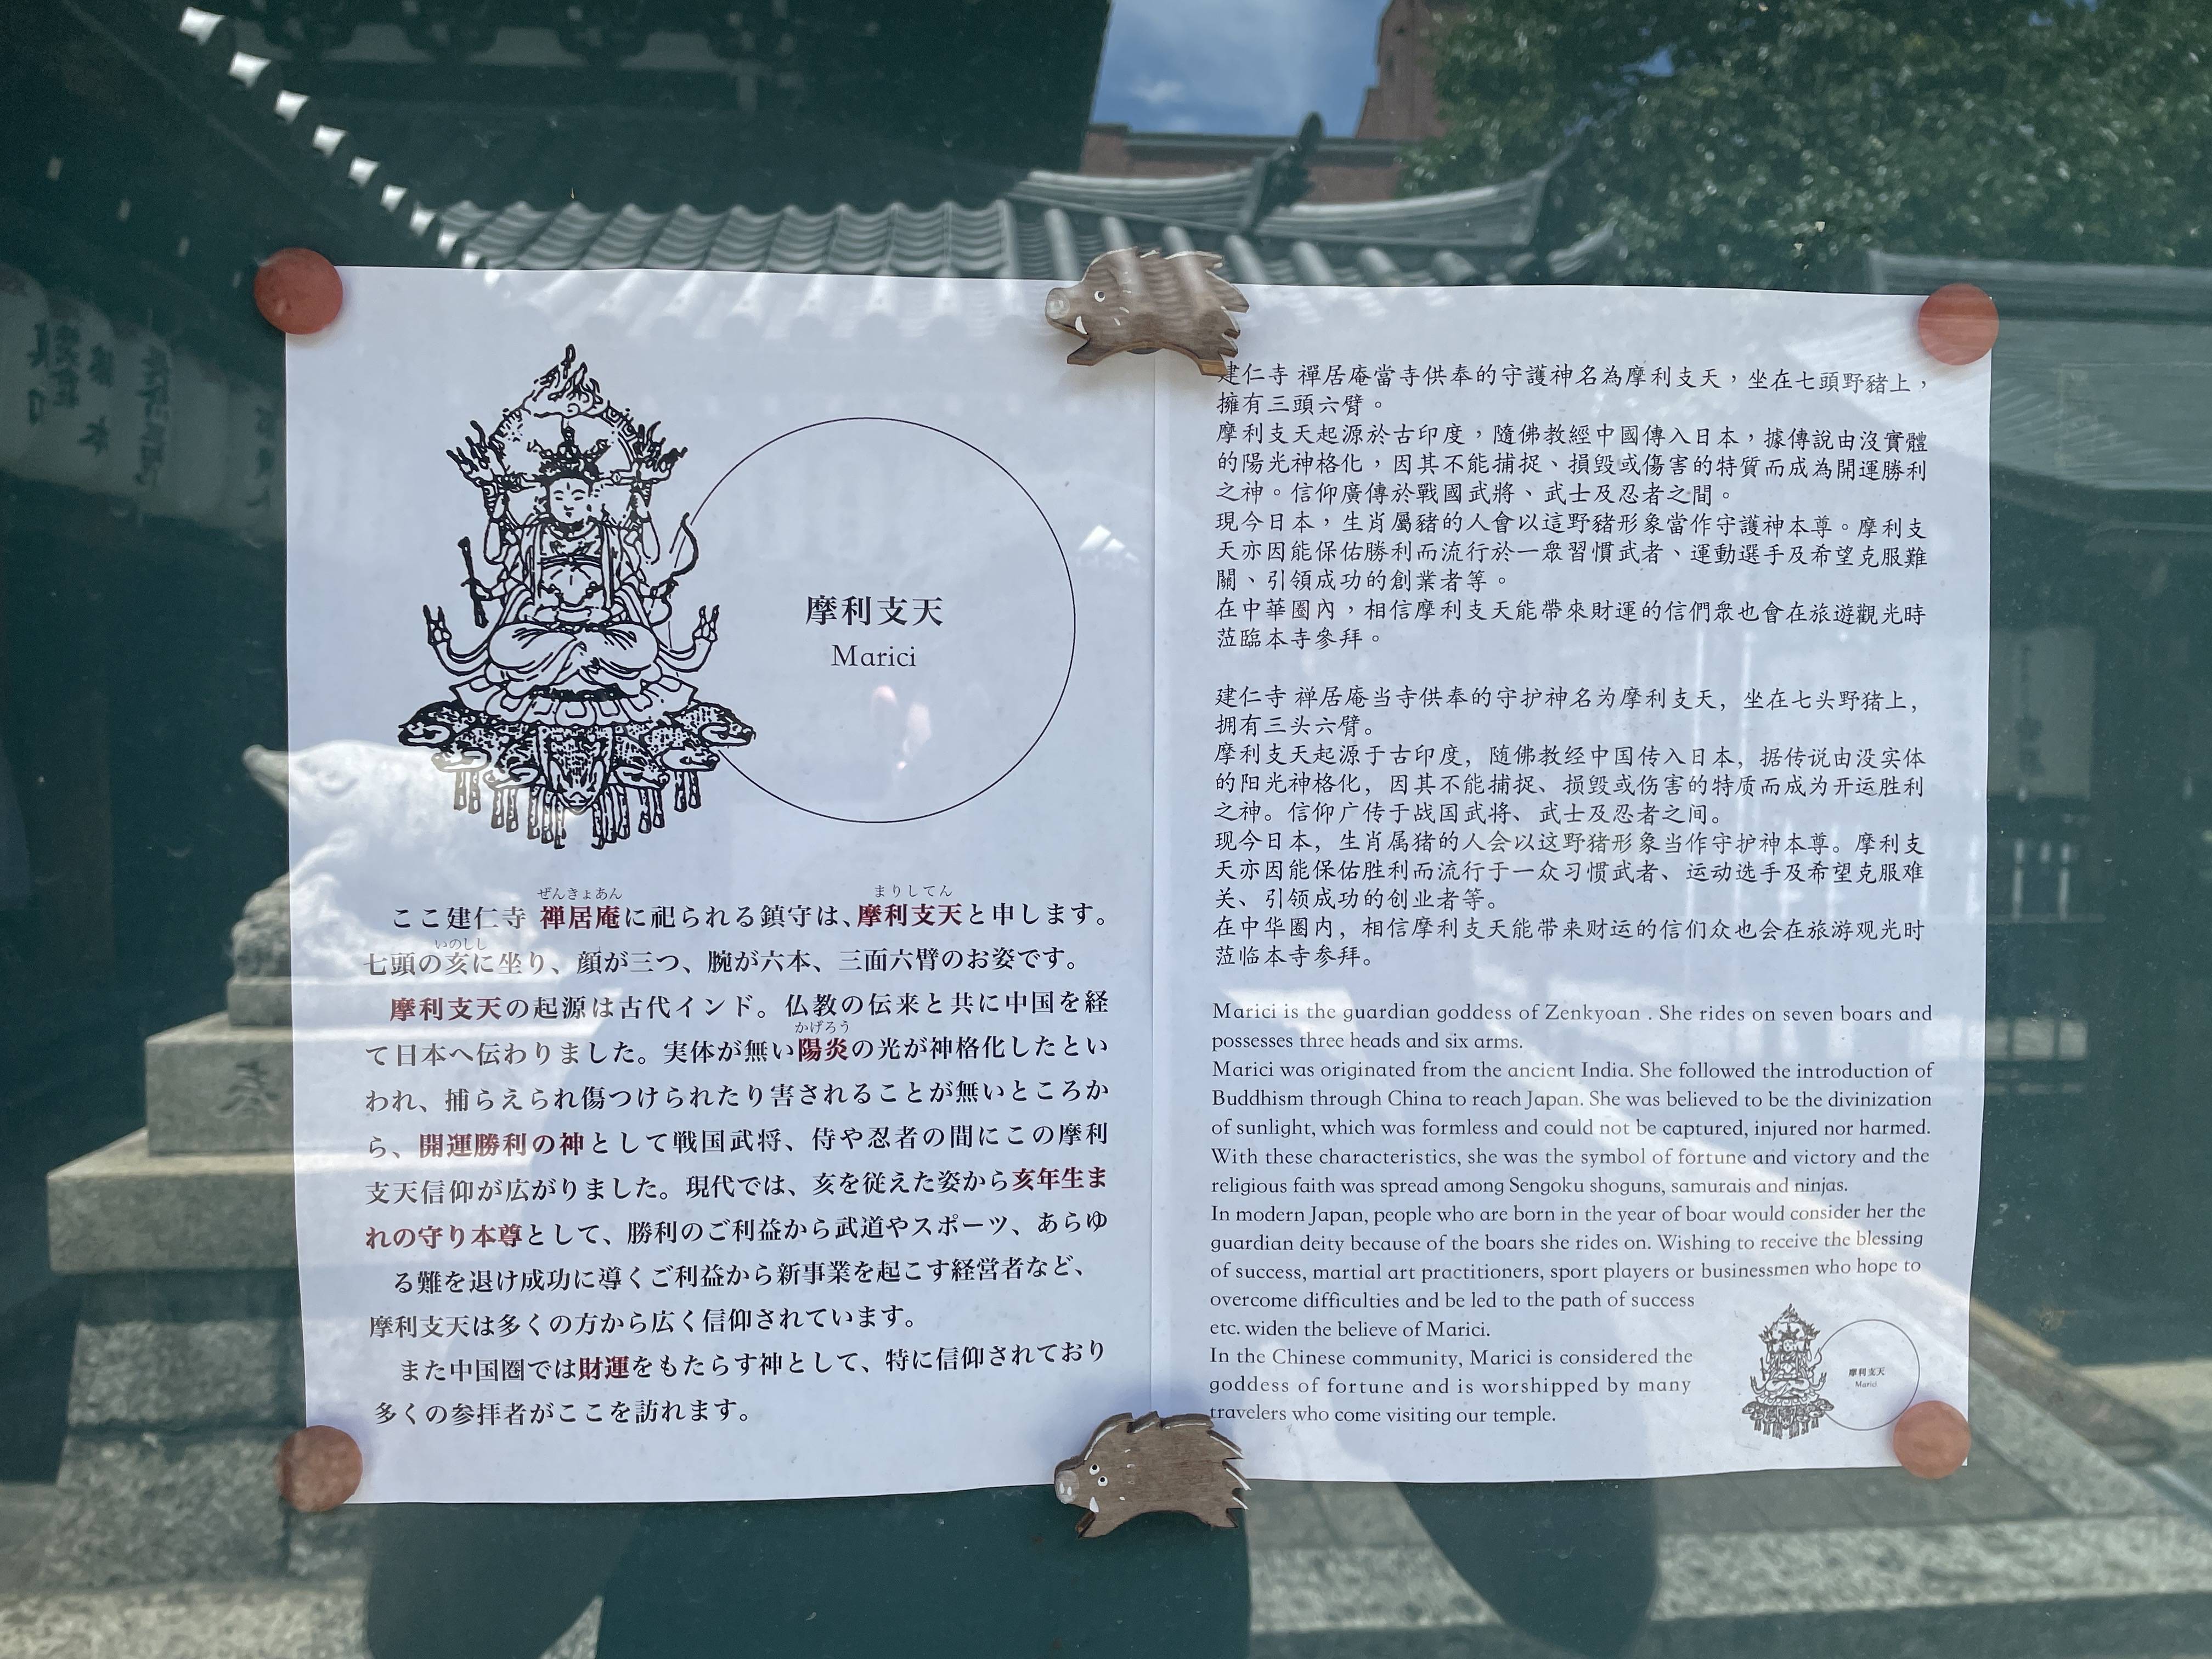 摩利支天
Marici
ここ建仁寺 禅居庵に祀られる鎮守は、摩利支天と申します。
ぜんきょあん
まりしてん
七頭の亥に坐り、顔が三つ、腕が六本、三面六臂のお姿です。
いのしし
摩利支天の起源は古代インド。仏教の伝来と共に中国を経
て日本へ伝わりました。実体が無い陽炎の光が神格化したとい
かげろう
われ、捕らえられ傷つけられたり害されることが無いところか
ら、開運勝利の神として戦国武将、侍や忍者の間にこの摩利
支天信仰が広がりました。現代では、亥を従えた姿から亥年生ま
れの守り本尊として、勝利のご利益から武道やスポーツ、あらゆ
る難を退け成功に導くご利益から新事業を起こす経営者など、
摩利支天は多くの方から広く信仰されています。
また中国圏では財運をもたらす神として、特に信仰されており
多くの参拝者がここを訪れます。
建仁寺 禪居庵當寺供奉的守護神名為摩利支天，坐在七頭野豬上，
擁有三頭六臂。
摩利支天起源於古印度，隨佛教經中國傳入日本，據傳說由沒實體
的陽光神格化，因其不能捕捉、損毀或傷害的特質而成為開運勝利
之神。信仰廣傳於戰國武將、武士及忍者之間。
現今日本，生肖屬豬的人會以這野豬形象當作守護神本尊。摩利支
天亦因能保佑勝利而流行於一眾習慣武者、運動選手及希望克服難
關、引領成功的創業者等。
在中華圈內，相信摩利支天能帶來財運的信們眾也會在旅遊觀光時
蒞臨本寺參拜。
建仁寺 禅居庵当寺供奉的守护神名为摩利支天，坐在七头野猪上，
拥有三头六臂。
摩利支天起源于古印度，随佛教经中国传入日本，据传说由没实体
的阳光神格化，因其不能捕捉、损毁或伤害的特质而成为开运胜利
之神。信仰广传于战国武将、武士及忍者之间。
现今日本，生肖属猪的人会以这野猪形象当作守护神本尊。摩利支
天亦因能保佑胜利而流行于一众习惯武者、运动选手及希望克服难
关、引领成功的创业者等。
在中华圈内，相信摩利支天能带来财运的信们众也会在旅游观光时
莅临本寺参拜。
Marici is the guardian goddess of Zenkyoan . She rides on seven boars and
possesses three heads and six arms.
Marici was originated from the ancient India. She followed the introduction of
Buddhism through China to reach Japan. She was believed to be the divinization
of sunlight, which was formless and could not be captured, injured nor harmed.
With these characteristics, she was the symbol of fortune and victory and the
religious faith was spread among Sengoku shoguns, samurais and ninjas.
In modern Japan, people who are born in the year of boar would consider her the
guardian deity because of the boars she rides on. Wishing to receive the blessing
of success, martial art practitioners, sport players or businessmen who hope to
overcome difficulties and be led to the path of success
etc. widen the believe of Marici.
In the Chinese community, Marici is considered the
goddess of fortune and is worshipped by many
travelers who come visiting our temple.
摩利支天
Marici